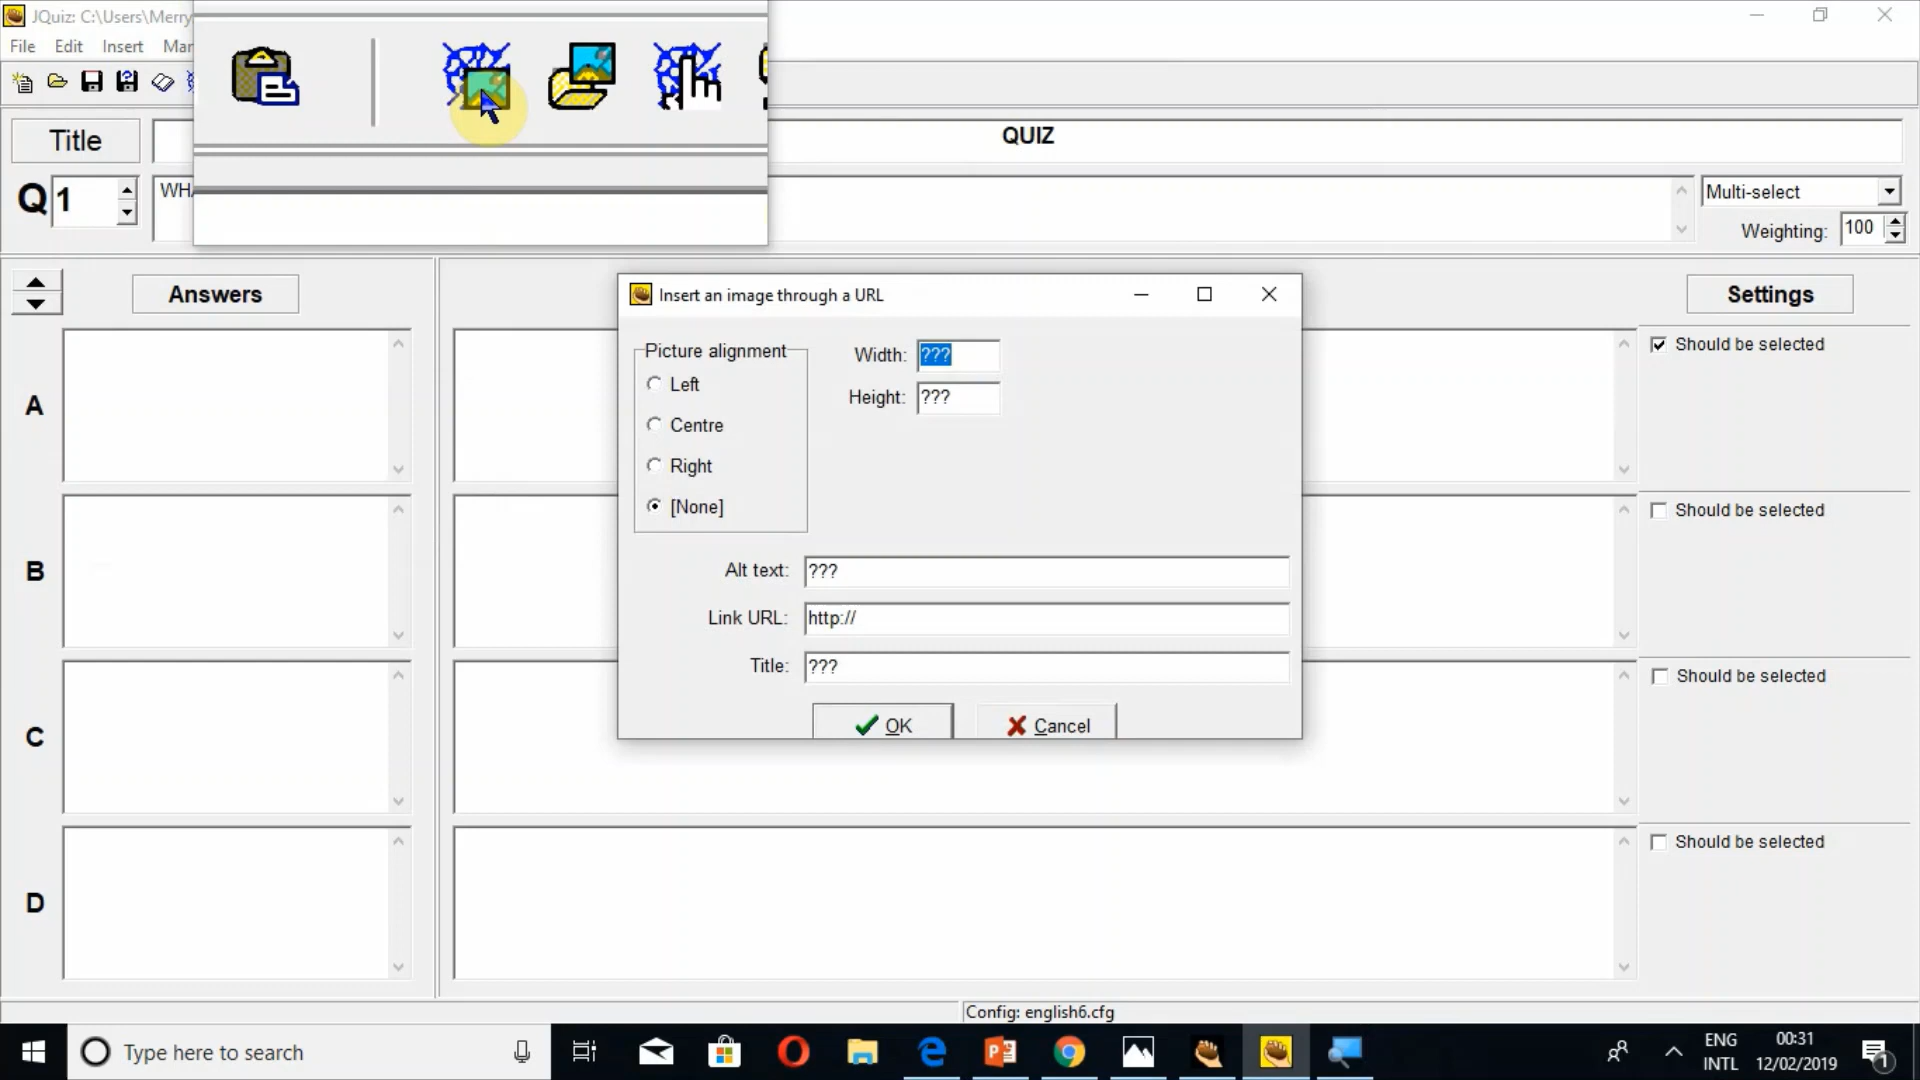 JQuiz: C:\Users\Merry
File Edit Insert Man
Title
QUIZ
Q 1
WHA
Multi-select
Weighting: 100
Answers
Settings
Insert an image through a URL
Picture alignment
Left
Centre
Right
[None]
Width: ???
Height: ???
Alt text: ???
Link URL: http://
Title: ???
OK
Cancel
A
Should be selected
B
Should be selected
C
Should be selected
D
Should be selected
Config: english6.cfg
Type here to search
ENG
INTL
00:31
12/02/2019
1